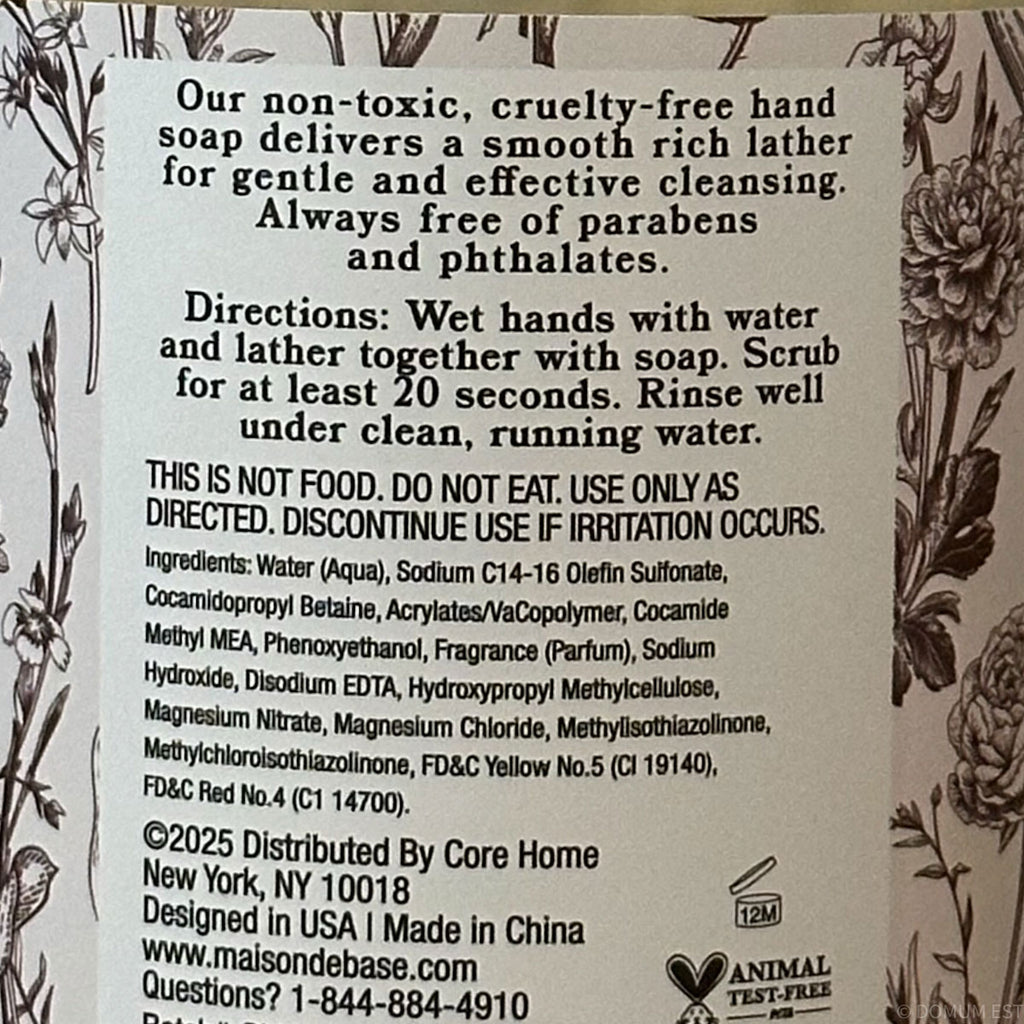 Our non-toxic, cruelty-free hand
soap delivers a smooth rich lather
for gentle and effective cleansing.
Always free of parabens
and phthalates.
Directions: Wet hands with water
and lather together with soap. Scrub
for at least 20 seconds. Rinse well
under clean, running water.
THIS IS NOT FOOD. DO NOT EAT. USE ONLY AS
DIRECTED. DISCONTINUE USE IF IRRITATION OCCURS.
Ingredients: Water (Aqua), Sodium C14-16 Olefin Sulfonate,
Cocamidopropyl Betaine, Acrylates/VaCopolymer, Cocamide
Methyl MEA, Phenoxyethanol, Fragrance (Parfum), Sodium
Hydroxide, Disodium EDTA, Hydroxypropyl Methylcellulose,
Magnesium Nitrate, Magnesium Chloride, Methylisothiazolinone,
Methylchloroisothiazolinone, FD&C Yellow No.5 (CI 19140),
FD&C Red No.4 (C1 14700).
©2025 Distributed By Core Home
New York, NY 10018
Designed in USA | Made in China
www.maisondebase.com
Questions? 1-844-884-4910
12M
ANIMAL
TEST-FREE
PETA
© DOMUM EST